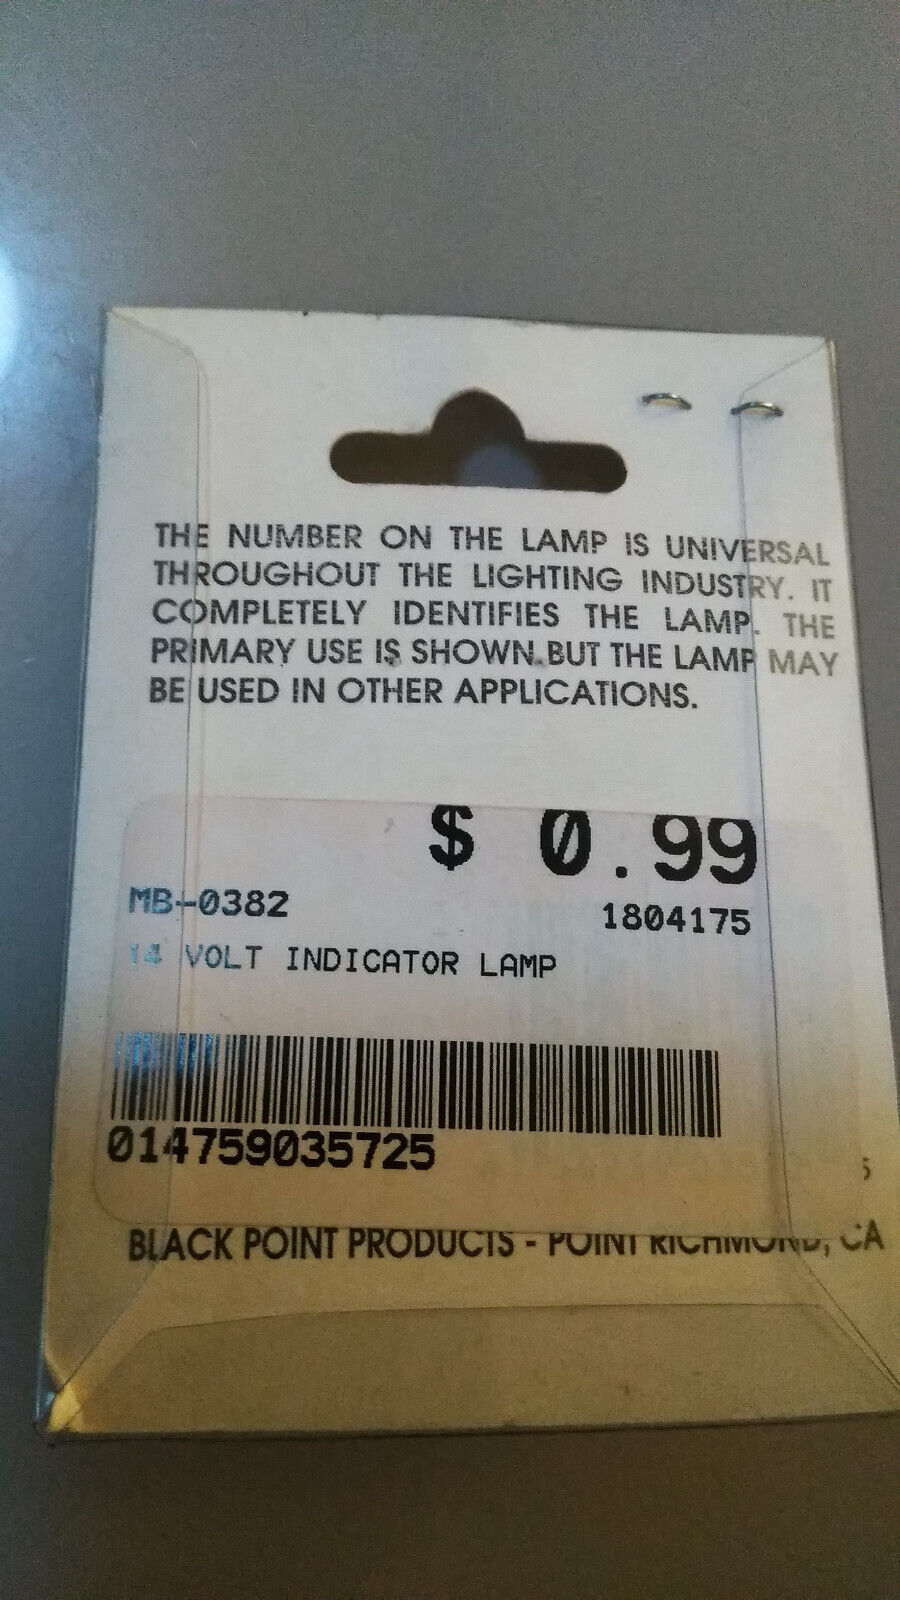 THE NUMBER ON THE LAMP IS UNIVERSAL
THROUGHOUT THE LIGHTING INDUSTRY. IT
COMPLETELY IDENTIFIES THE LAMP. THE
PRIMARY USE IS SHOWN BUT THE LAMP MAY
BE USED IN OTHER APPLICATIONS.
$ 0.99
MB-0382 1804175
14 VOLT INDICATOR LAMP
014759035725
BLACK POINT PRODUCTS - POINT RICHMOND, CA